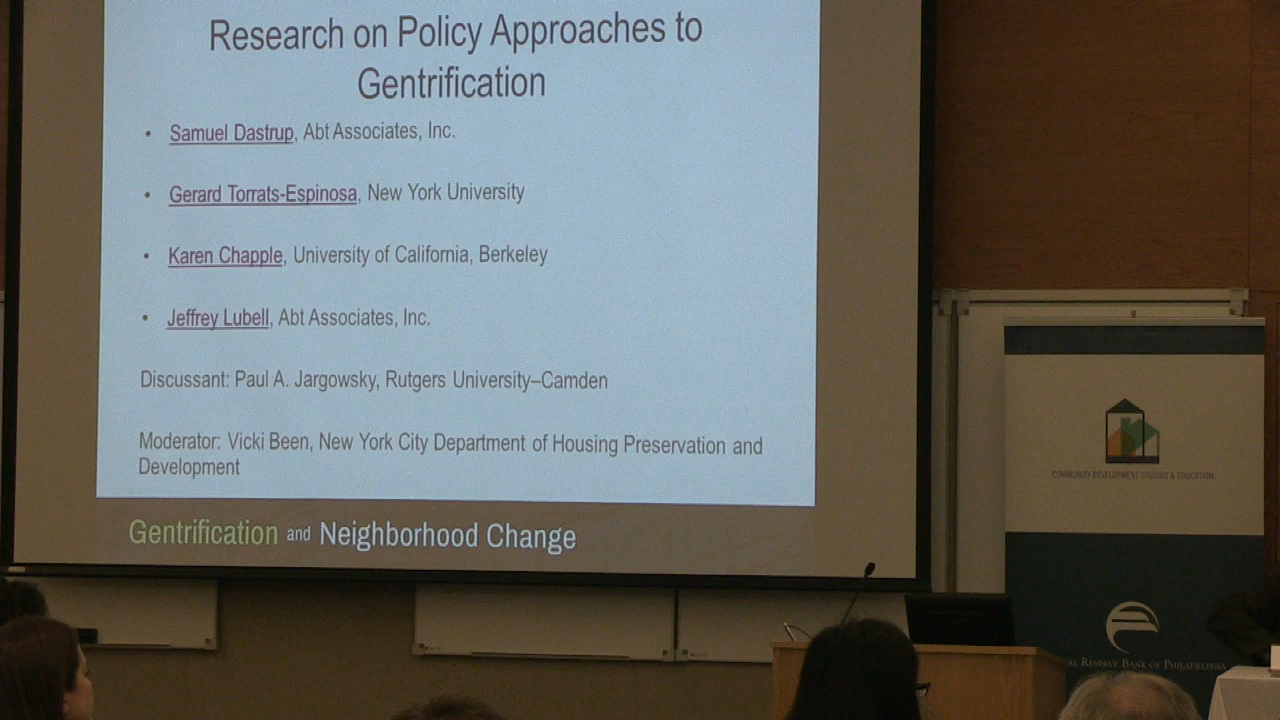 Research on Policy Approaches to
Gentrification
• Samuel Dastrup, Abt Associates, Inc.
• Gerard Torrats-Espinosa, New York University
• Karen Chapple, University of California, Berkeley
• Jeffrey Lubell, Abt Associates, Inc.
Discussant: Paul A. Jargowsky, Rutgers University–Camden
Moderator: Vicki Been, New York City Department of Housing Preservation and
Development
Gentrification and Neighborhood Change
COMMUNITY DEVELOPMENT STUDIES & EDUCATION
AL RESERVE BANK OF PHILADELPHIA